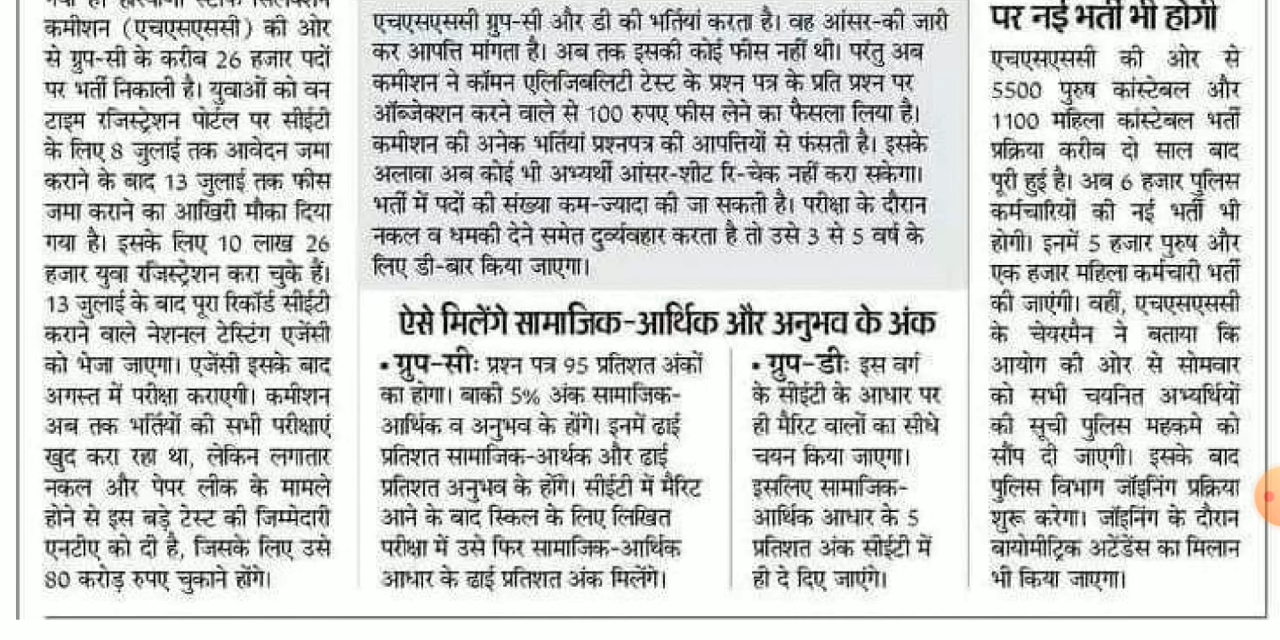 कमीशन (एचएसएससी) की ओर
से ग्रुप-सी के करीब 26 हजार पदों
पर भर्ती निकाली है। युवाओं को वन
टाइम रजिस्ट्रेशन पोर्टल पर सीईटी
के लिए 8 जुलाई तक आवेदन जमा
कराने के बाद 13 जुलाई तक फीस
जमा कराने का आखिरी मौका दिया
गया है। इसके लिए 10 लाख 26
हजार युवा रजिस्ट्रेशन करा चुके हैं।
13 जुलाई के बाद पूरा रिकॉर्ड सीईटी
कराने वाले नेशनल टेस्टिंग एजेंसी
को भेजा जाएगा। एजेंसी इसके बाद
अगस्त में परीक्षा कराएगी। कमीशन
अब तक भर्तियों की सभी परीक्षाएं
खुद करा रहा था, लेकिन लगातार
नकल और पेपर लीक के मामले
होने से इस बड़े टेस्ट की जिम्मेदारी
एनटीए को दी है, जिसके लिए उसे
80 करोड़ रुपए चुकाने होंगे।
एचएसएससी ग्रुप-सी और डी की भर्तियां करता है। वह आंसर-की जारी
कर आपत्ति मांगता है। अब तक इसकी कोई फीस नहीं थी। परंतु अब
कमीशन ने कॉमन एलिजिबलिटी टेस्ट के प्रश्न पत्र के प्रति प्रश्न पर
ऑब्जेक्शन करने वाले से 100 रुपए फीस लेने का फैसला लिया है।
कमीशन की अनेक भर्तियां प्रश्नपत्र की आपत्तियों से फंसती है। इसके
अलावा अब कोई भी अभ्यर्थी आंसर-शीट रि-चेक नहीं करा सकेगा।
भर्ती में पदों की संख्या कम-ज्यादा की जा सकती है। परीक्षा के दौरान
नकल व धमकी देने समेत दुर्व्यवहार करता है तो उसे 3 से 5 वर्ष के
लिए डी-बार किया जाएगा।
ऐसे मिलेंगे सामाजिक-आर्थिक और अनुभव के अंक
• ग्रुप-सीः प्रश्न पत्र 95 प्रतिशत अंकों
का होगा। बाकी 5% अंक सामाजिक-
आर्थिक व अनुभव के होंगे। इनमें ढाई
प्रतिशत सामाजिक-आर्थक और ढाई
प्रतिशत अनुभव के होंगे। सीईटी में मैरिट
आने के बाद स्किल के लिए लिखित
परीक्षा में उसे फिर सामाजिक-आर्थिक
आधार के ढाई प्रतिशत अंक मिलेंगे।
• ग्रुप-डीः इस वर्ग
के सीईटी के आधार पर
ही मैरिट वालों का सीधे
चयन किया जाएगा।
इसलिए सामाजिक-
आर्थिक आधार के 5
प्रतिशत अंक सीईटी में
ही दे दिए जाएंगे।
पर नई भर्ती भी होगी
एचएसएससी की ओर से
5500 पुरुष कांस्टेबल और
1100 महिला कांस्टेबल भर्ती
प्रक्रिया करीब दो साल बाद
पूरी हुई है। अब 6 हजार पुलिस
कर्मचारियों की नई भर्ती भी
होगी। इनमें 5 हजार पुरुष और
एक हजार महिला कर्मचारी भर्ती
की जाएंगी। वहीं, एचएसएससी
के चेयरमैन ने बताया कि
आयोग की ओर से सोमवार
को सभी चयनित अभ्यर्थियों
की सूची पुलिस महकमे को
सौंप दी जाएगी। इसके बाद
पुलिस विभाग जॉइनिंग प्रक्रिया
शुरू करेगा। जॉइनिंग के दौरान
बायोमीट्रिक अटेंडेंस का मिलान
भी किया जाएगा।